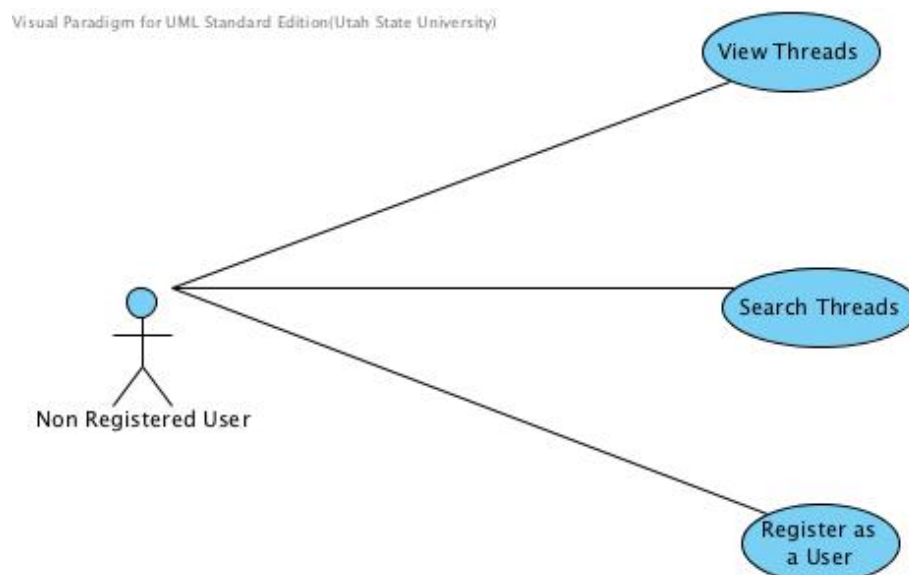 Visual Paradigm for UML Standard Edition(Utah State University)
View Threads
Search Threads
Non Registered User
Register as
a User